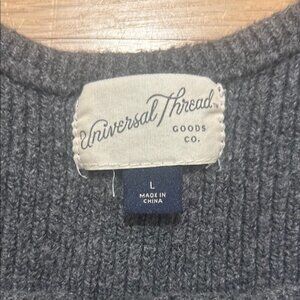 Universal Thread
GOODS
CO.
L
MADE IN
CHINA